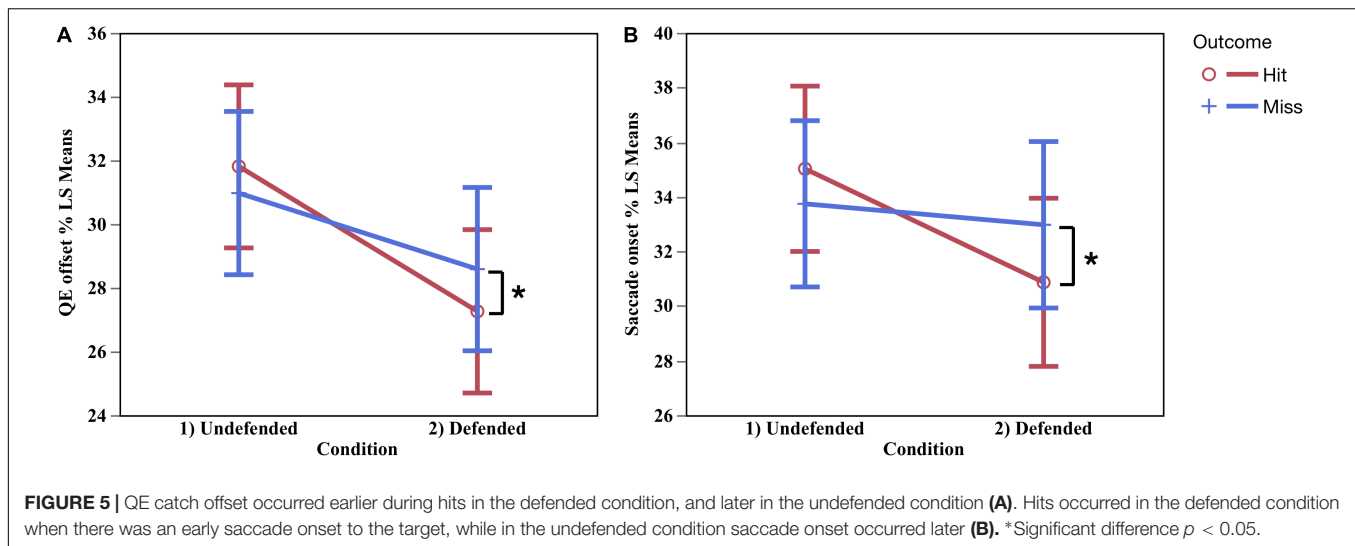 A
36
34
32
30
28
26
24
QE offset % LS Means
*
1) Undefended
2) Defended
Condition
B
40
38
36
34
32
30
28
26
Saccade onset % LS Means
*
1) Undefended
2) Defended
Condition
Outcome
Hit
Miss
FIGURE 5 | QE catch offset occurred earlier during hits in the defended condition, and later in the undefended condition (A). Hits occurred in the defended condition
when there was an early saccade onset to the target, while in the undefended condition saccade onset occurred later (B). *Significant difference p < 0.05.